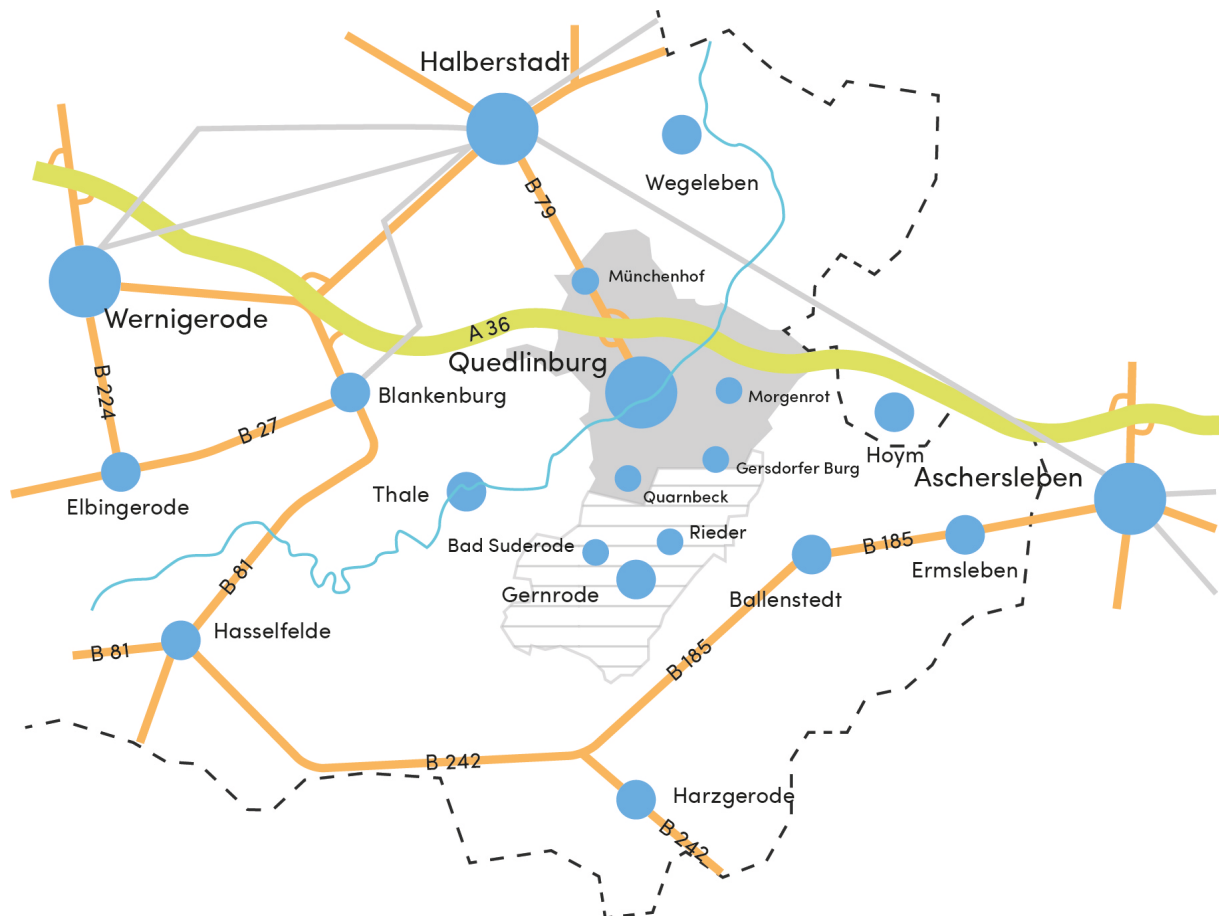 Halberstadt
Wegeleben
B 79
Münchenhof
Wernigerode
A 36
Quedlinburg
B 224
Blankenburg
Morgenrot
B 27
Hoym
Gersdorfer Burg
Aschersleben
Thale
Quarnbeck
Elbingerode
Rieder
Bad Suderode
B 185
Ermsleben
B 81
Gernrode
Ballenstedt
Hasselfelde
B 81
B 185
B 242
Harzgerode
B 242